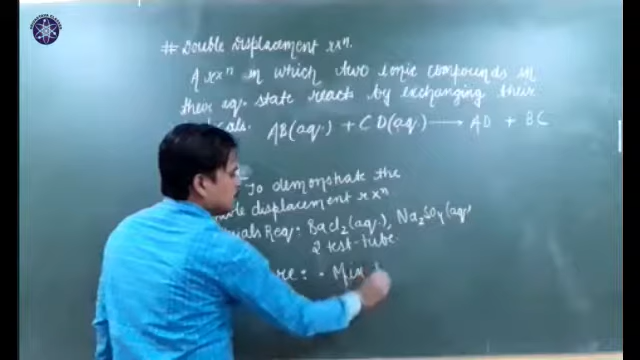 # Double Displacement rxⁿ.
A rxⁿ in which two ionic compounds in
their aq. state reacts by exchanging their
AB(aq.) + CD(aq.) ⟶ AD + BC
To demonstrate the
displacement rxⁿ
Req: BaCl₂(aq.), Na₂SO₄(aq.
2 test-tube.
• Mix